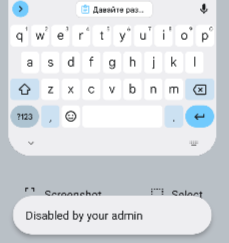 Давайте раз...
q w e r t y u i o p
a s d f g h j k l
z x c v b n m
?123 , .
Screenshot Select
Disabled by your admin